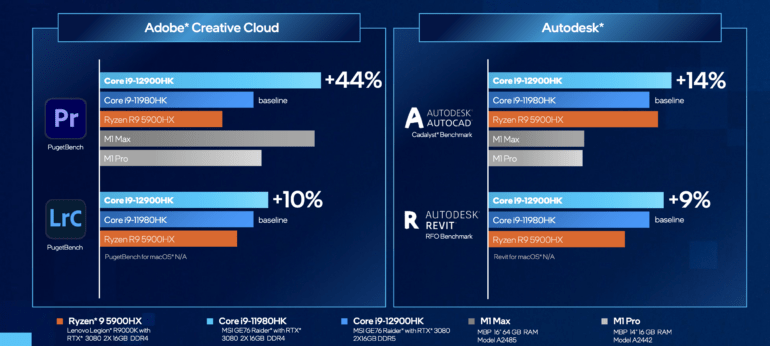 Adobe* Creative Cloud
Core i9-12900HK
+44%
Core i9-11980HK
baseline
Ryzen R9 5900HX
M1 Max
M1 Pro
Pr
PugetBench
Core i9-12900HK
+10%
Core i9-11980HK
baseline
Ryzen R9 5900HX
PugetBench for macOS* N/A
LrC
PugetBench
Autodesk*
Core i9-12900HK
+14%
Core i9-11980HK
baseline
Ryzen R9 5900HX
M1 Max
M1 Pro
A AUTODESK®
AUTOCAD
Cadalyst* Benchmark
Core i9-12900HK
+9%
Core i9-11980HK
baseline
Ryzen R9 5900HX
Revit for macOS* N/A
R AUTODESK®
REVIT
RFO Benchmark
Ryzen* 9 5900HX
Lenovo Legion* R9000K with
RTX* 3080 2X 16GB DDR4
Core i9-11980HK
MSI GE76 Raider* with RTX*
3080 2X 16GB DDR4
Core i9-12900HK
MSI GE76 Raider* with RTX* 3080
2X16GB DDR5
M1 Max
MBP 16" 64 GB RAM
Model A2485
M1 Pro
MBP 14" 16 GB RAM
Model A2442